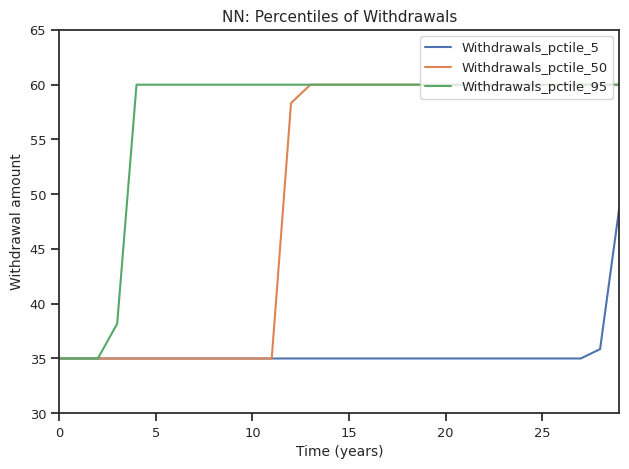 NN: Percentiles of Withdrawals
65
60
55
50
45
40
35
30
Withdrawal amount
Withdrawals_pctile_5
Withdrawals_pctile_50
Withdrawals_pctile_95
0 5 10 15 20 25
Time (years)